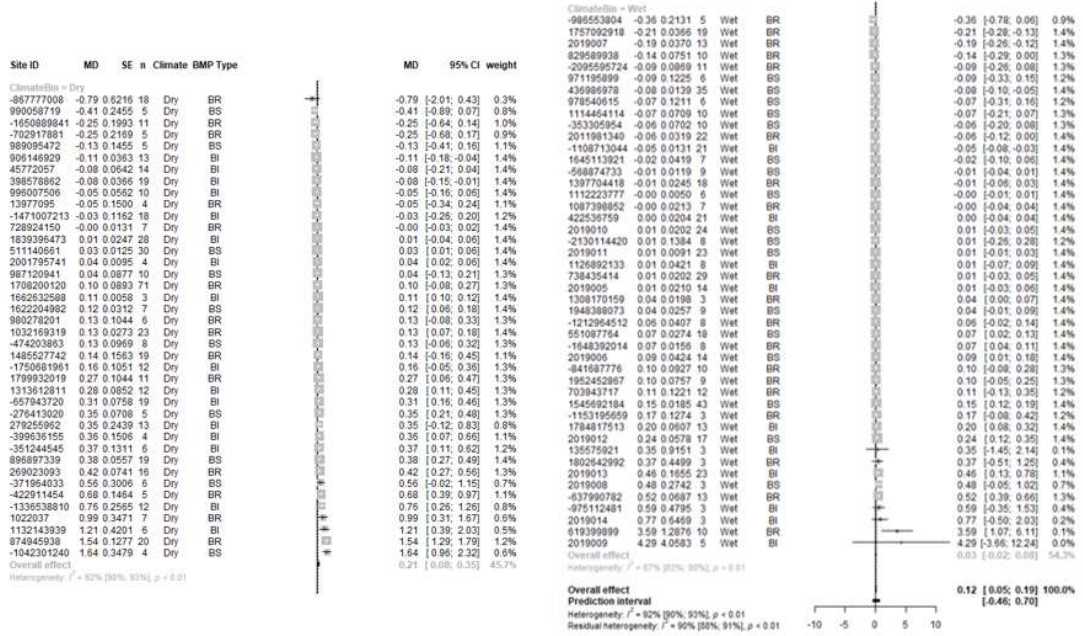 Site ID MD SE n Climate BMP Type MD 95% CI weight
ClimateBin = Dry
-867777008 -0.79 0.6216 18 Dry BR -0.79 [-2.01; 0.43] 0.3%
990058719 -0.41 0.2455 5 Dry BS -0.41 [-0.89; 0.07] 1.1%
-1650889841 -0.25 0.1993 11 Dry BR -0.25 [-0.64; 0.14] 1.2%
-702917881 -0.25 0.2169 5 Dry BR -0.25 [-0.68; 0.17] 1.2%
989095472 -0.13 0.1455 5 Dry BS -0.13 [-0.41; 0.16] 1.3%
906146929 -0.11 0.0363 13 Dry BI -0.11 [-0.18; -0.04] 1.4%
45772057 -0.08 0.0642 14 Dry BI -0.08 [-0.21; 0.04] 1.4%
398578862 -0.08 0.0366 19 Dry BI -0.08 [-0.15; -0.01] 1.4%
996007506 -0.05 0.0562 10 Dry BI -0.05 [-0.16; 0.06] 1.4%
13977095 -0.05 0.1500 4 Dry BR -0.05 [-0.34; 0.24] 1.3%
-1471007213 -0.03 0.1162 18 Dry BI -0.03 [-0.26; 0.20] 1.3%
728924150 -0.00 0.0131 7 Dry BR -0.00 [-0.03; 0.02] 1.4%
1839396473 0.01 0.0247 28 Dry BI 0.01 [-0.04; 0.06] 1.4%
511140661 0.03 0.0125 30 Dry BS 0.03 [ 0.01; 0.06] 1.4%
2001795741 0.04 0.0095 4 Dry BI 0.04 [ 0.02; 0.06] 1.4%
987120941 0.04 0.0877 10 Dry BS 0.04 [-0.13; 0.21] 1.4%
1708200120 0.10 0.0893 71 Dry BR 0.10 [-0.08; 0.27] 1.4%
1662632588 0.11 0.0058 3 Dry BI 0.11 [ 0.10; 0.12] 1.4%
1622204982 0.12 0.0312 7 Dry BS 0.12 [ 0.06; 0.18] 1.4%
980278201 0.13 0.1044 6 Dry BR 0.13 [-0.08; 0.33] 1.4%
1032169319 0.13 0.0273 23 Dry BR 0.13 [ 0.07; 0.18] 1.4%
-474203863 0.13 0.0969 8 Dry BS 0.13 [-0.06; 0.32] 1.4%
1485527742 0.14 0.1563 19 Dry BR 0.14 [-0.16; 0.45] 1.3%
-1750681961 0.16 0.1051 12 Dry BI 0.16 [-0.05; 0.36] 1.3%
1799932019 0.27 0.1044 11 Dry BR 0.27 [ 0.06; 0.47] 1.3%
1313612811 0.28 0.0852 12 Dry BI 0.28 [ 0.11; 0.45] 1.4%
-657943720 0.31 0.0758 19 Dry BI 0.31 [ 0.16; 0.46] 1.4%
-276413020 0.35 0.0708 5 Dry BS 0.35 [ 0.21; 0.48] 1.4%
279255962 0.35 0.2439 13 Dry BI 0.35 [-0.12; 0.83] 1.1%
-399636155 0.36 0.1506 4 Dry BI 0.36 [ 0.07; 0.66] 1.3%
-351244545 0.37 0.1311 6 Dry BI 0.37 [ 0.11; 0.62] 1.3%
896897339 0.38 0.0557 19 Dry BS 0.38 [ 0.27; 0.49] 1.4%
269023093 0.42 0.0741 16 Dry BR 0.42 [ 0.27; 0.56] 1.4%
-371964033 0.56 0.3006 6 Dry BS 0.56 [-0.02; 1.15] 1.0%
-422911454 0.68 0.1464 5 Dry BR 0.68 [ 0.39; 0.97] 1.3%
-1336538810 0.76 0.2565 12 Dry BI 0.76 [ 0.26; 1.26] 1.1%
1022037 0.99 0.3471 7 Dry BR 0.99 [ 0.31; 1.67] 0.9%
1132143939 1.21 0.4201 6 Dry BI 1.21 [ 0.39; 2.03] 0.7%
874945938 1.54 0.1277 20 Dry BR 1.54 [ 1.29; 1.79] 1.3%
-1042301240 1.64 0.3479 4 Dry BS 1.64 [ 0.96; 2.32] 0.9%
Overall effect 0.21 [ 0.08; 0.35] 45.7%
Heterogeneity: I² = 92% [90%; 93%], p < 0.01
ClimateBin = Wet
-986553804 -0.36 0.2131 5 Wet BR -0.36 [-0.78; 0.06] 0.9%
1757092918 -0.21 0.0366 19 Wet BR -0.21 [-0.28; -0.13] 1.4%
2019007 -0.19 0.0370 13 Wet BR -0.19 [-0.26; -0.12] 1.4%
829589938 -0.14 0.0751 10 Wet BR -0.14 [-0.29; 0.00] 1.4%
-2095595724 -0.09 0.0869 11 Wet BR -0.09 [-0.26; 0.08] 1.4%
971195899 -0.09 0.1225 6 Wet BS -0.09 [-0.33; 0.15] 1.3%
436986978 -0.08 0.0139 35 Wet BS -0.08 [-0.10; -0.05] 1.4%
978540615 -0.07 0.1211 6 Wet BS -0.07 [-0.31; 0.16] 1.3%
1114464114 -0.07 0.0709 10 Wet BS -0.07 [-0.21; 0.07] 1.4%
-353305954 -0.06 0.0702 10 Wet BS -0.06 [-0.20; 0.08] 1.4%
2011981340 -0.06 0.0319 22 Wet BR -0.06 [-0.12; 0.00] 1.4%
-1108713044 -0.05 0.0131 21 Wet BI -0.05 [-0.08; -0.03] 1.4%
1645113921 -0.02 0.0419 7 Wet BS -0.02 [-0.10; 0.06] 1.4%
-568874733 -0.01 0.0119 9 Wet BS -0.01 [-0.04; 0.01] 1.4%
1397704418 -0.01 0.0245 18 Wet BR -0.01 [-0.06; 0.03] 1.4%
1112223777 -0.00 0.0050 6 Wet BR -0.00 [-0.01; 0.01] 1.4%
1087398852 -0.00 0.0213 7 Wet BR -0.00 [-0.04; 0.04] 1.4%
422536759 0.00 0.0204 21 Wet BI 0.00 [-0.04; 0.04] 1.4%
2019010 0.01 0.0202 24 Wet BS 0.01 [-0.03; 0.05] 1.4%
-2130114420 0.01 0.1384 8 Wet BS 0.01 [-0.26; 0.28] 1.3%
2019011 0.01 0.0091 23 Wet BS 0.01 [-0.01; 0.03] 1.4%
1126892133 0.01 0.0421 8 Wet BI 0.01 [-0.07; 0.09] 1.4%
738435414 0.01 0.0202 29 Wet BR 0.01 [-0.03; 0.05] 1.4%
2019005 0.01 0.0210 14 Wet BI 0.01 [-0.03; 0.06] 1.4%
1308170159 0.04 0.0198 3 Wet BR 0.04 [ 0.00; 0.07] 1.4%
1948388073 0.04 0.0257 9 Wet BS 0.04 [-0.01; 0.09] 1.4%
-1212964512 0.06 0.0407 8 Wet BR 0.06 [-0.02; 0.14] 1.4%
551087764 0.07 0.0274 18 Wet BS 0.07 [ 0.02; 0.13] 1.4%
-1648392014 0.07 0.0156 8 Wet BR 0.07 [ 0.04; 0.11] 1.4%
2019006 0.09 0.0424 14 Wet BS 0.09 [ 0.01; 0.18] 1.4%
-841687776 0.10 0.0927 10 Wet BR 0.10 [-0.08; 0.28] 1.4%
1952452867 0.10 0.0757 9 Wet BR 0.10 [-0.05; 0.25] 1.4%
703943717 0.11 0.1221 12 Wet BR 0.11 [-0.13; 0.35] 1.3%
1545692184 0.15 0.0185 43 Wet BS 0.15 [ 0.12; 0.19] 1.4%
-1153195659 0.17 0.1274 3 Wet BR 0.17 [-0.08; 0.42] 1.3%
1784817513 0.20 0.0607 13 Wet BI 0.20 [ 0.08; 0.32] 1.4%
2019012 0.24 0.0578 17 Wet BS 0.24 [ 0.12; 0.35] 1.4%
135575921 0.35 0.9151 3 Wet BI 0.35 [-1.45; 2.14] 0.2%
1802642992 0.37 0.4499 3 Wet BR 0.37 [-0.51; 1.25] 0.7%
2019013 0.46 0.1655 23 Wet BI 0.46 [ 0.13; 0.78] 1.3%
2019008 0.48 0.2742 3 Wet BS 0.48 [-0.05; 1.02] 1.0%
-637990782 0.52 0.0687 13 Wet BR 0.52 [ 0.39; 0.66] 1.4%
-975112481 0.59 0.4795 3 Wet BI 0.59 [-0.35; 1.53] 0.6%
2019014 0.77 0.6469 3 Wet BI 0.77 [-0.50; 2.03] 0.4%
619399899 3.59 1.2876 10 Wet BR 3.59 [ 1.07; 6.11] 0.1%
2019009 4.29 4.0583 5 Wet BI 4.29 [-3.66; 12.24] 0.0%
Overall effect 0.03 [-0.02; 0.08] 54.3%
Heterogeneity: I² = 87% [83%; 90%], p < 0.01
Overall effect 0.12 [ 0.05; 0.19] 100.0%
Prediction interval [-0.46; 0.70]
Heterogeneity: I² = 92% [90%; 93%], p < 0.01
Residual heterogeneity: I² = 90% [88%; 91%], p < 0.01
-10 -5 0 5 10